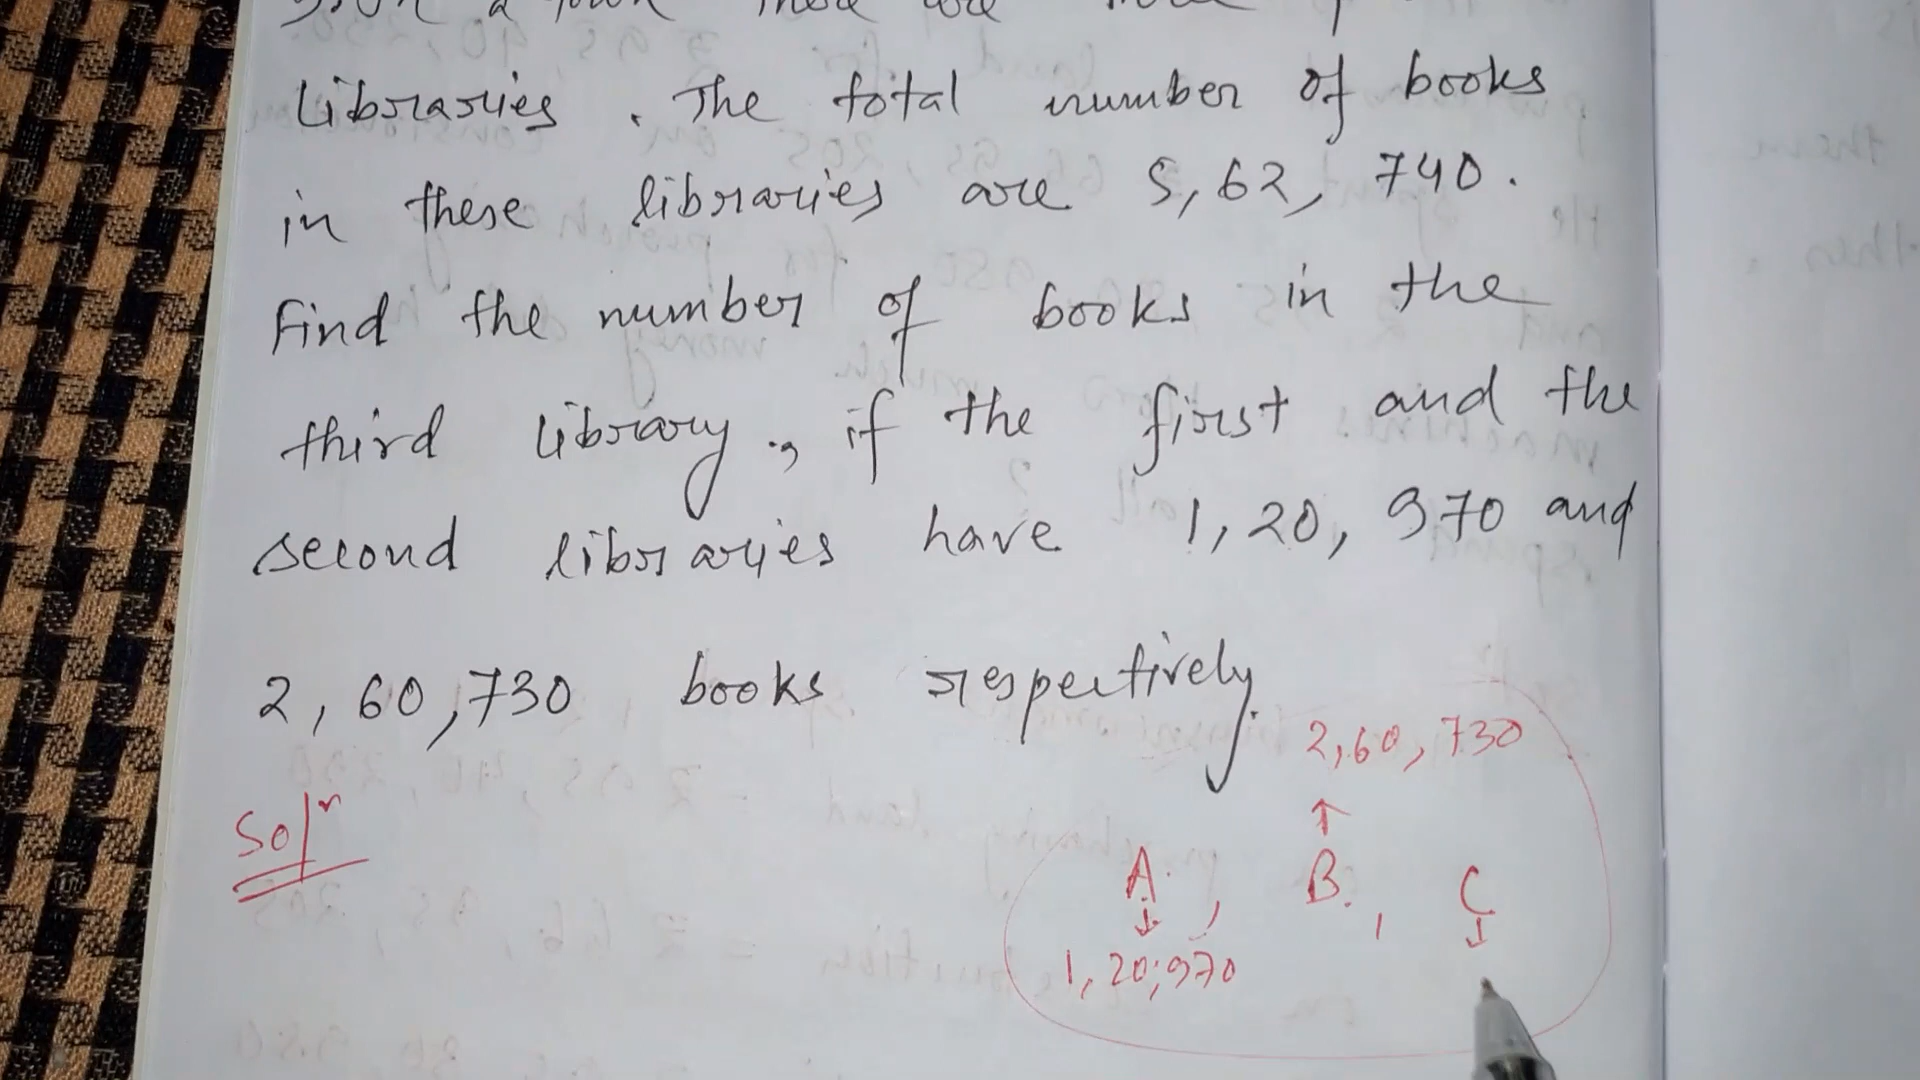 libraries. The total number of books
in these libraries are 5,62,740.
Find the number of books in the
third library, if the first and the
second libraries have 1,20,970 and
2,60,730 books respectively.
2,60,730
Solⁿ
↑
A, B, C
↓ ↓
1,20,970